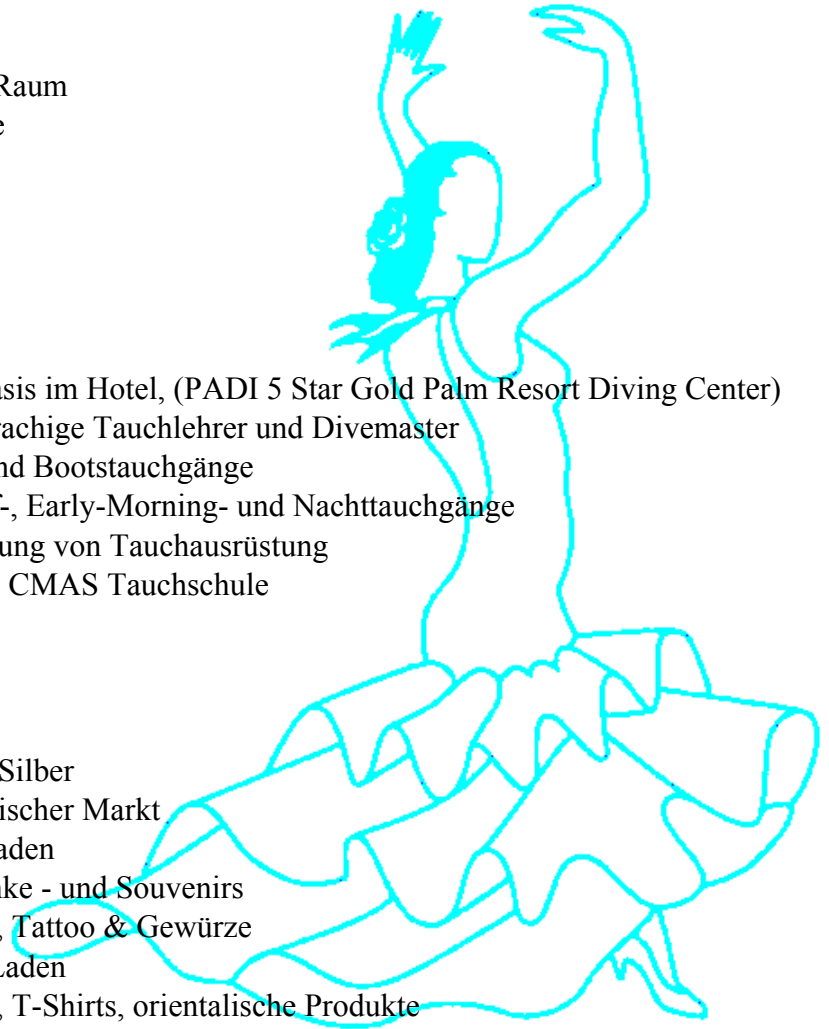 Raum
e
asis im Hotel, (PADI 5 Star Gold Palm Resort Diving Center)
rachige Tauchlehrer und Divemaster
nd Bootstauchgänge
f-, Early-Morning- und Nachttauchgänge
ung von Tauchausrüstung
CMAS Tauchschule
Silber
ischer Markt
aden
nke - und Souvenirs
, Tattoo & Gewürze
Laden
, T-Shirts, orientalische Produkte